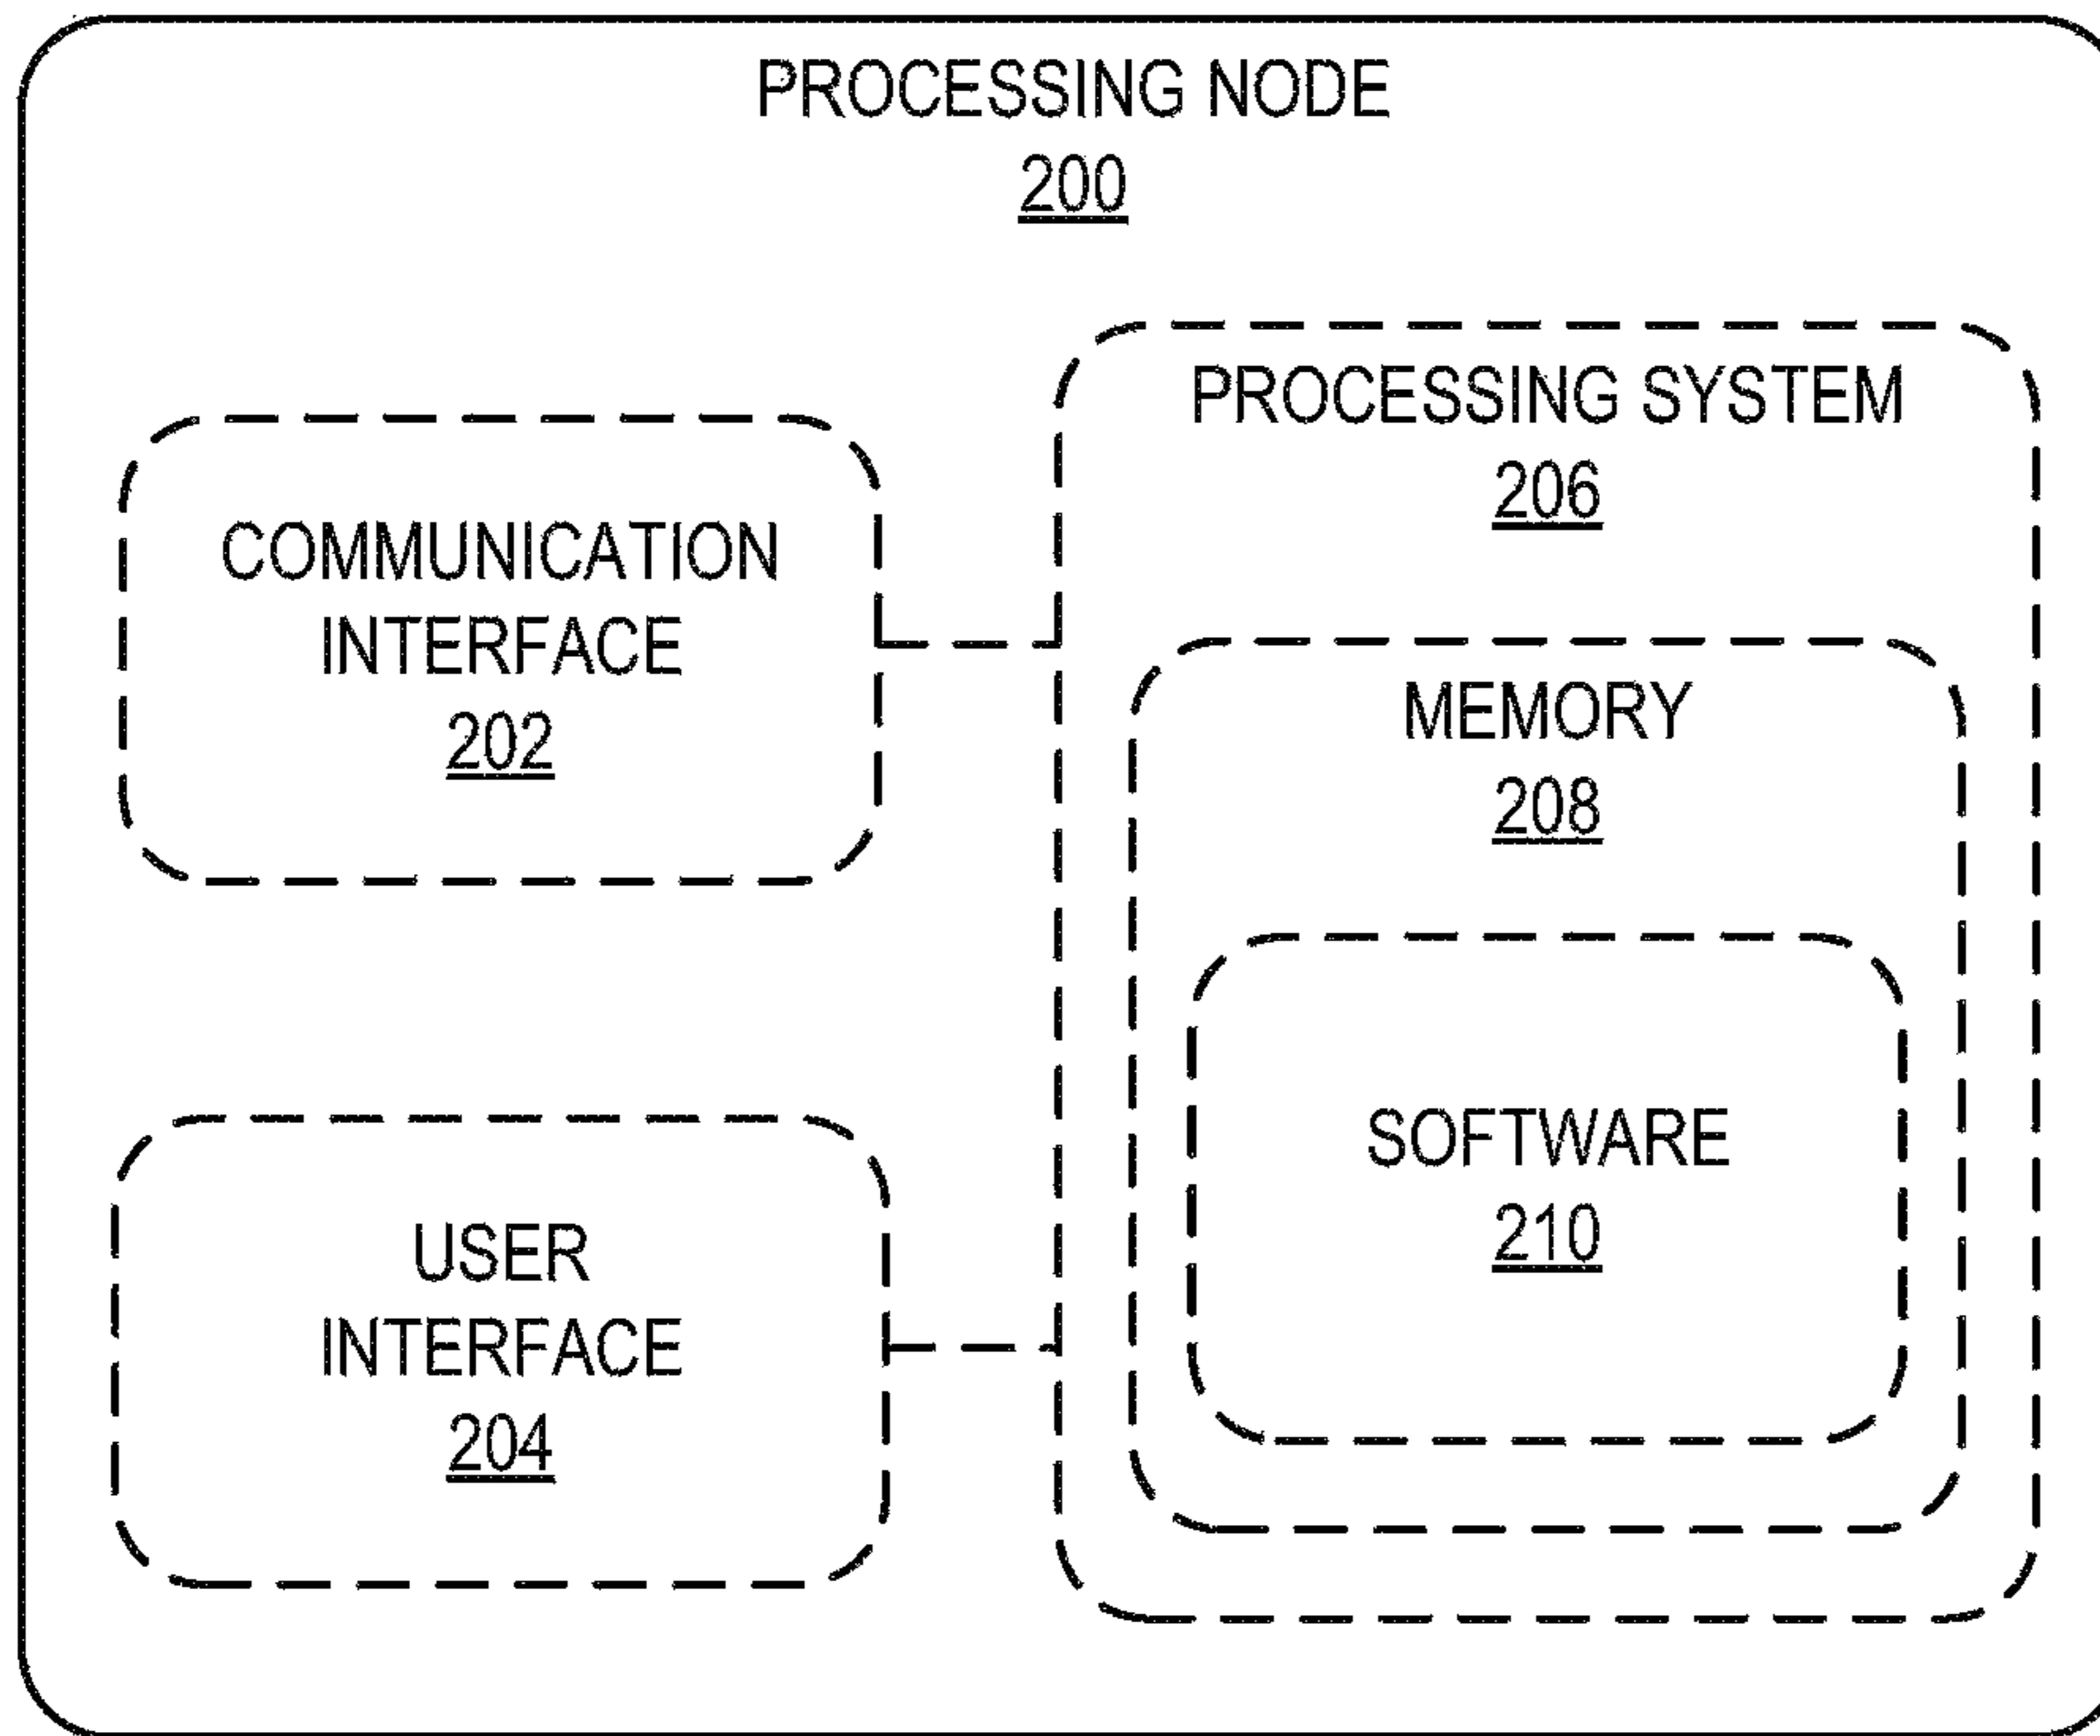 PROCESSING NODE
200
COMMUNICATION
INTERFACE
202
USER
INTERFACE
204
PROCESSING SYSTEM
206
MEMORY
208
SOFTWARE
210